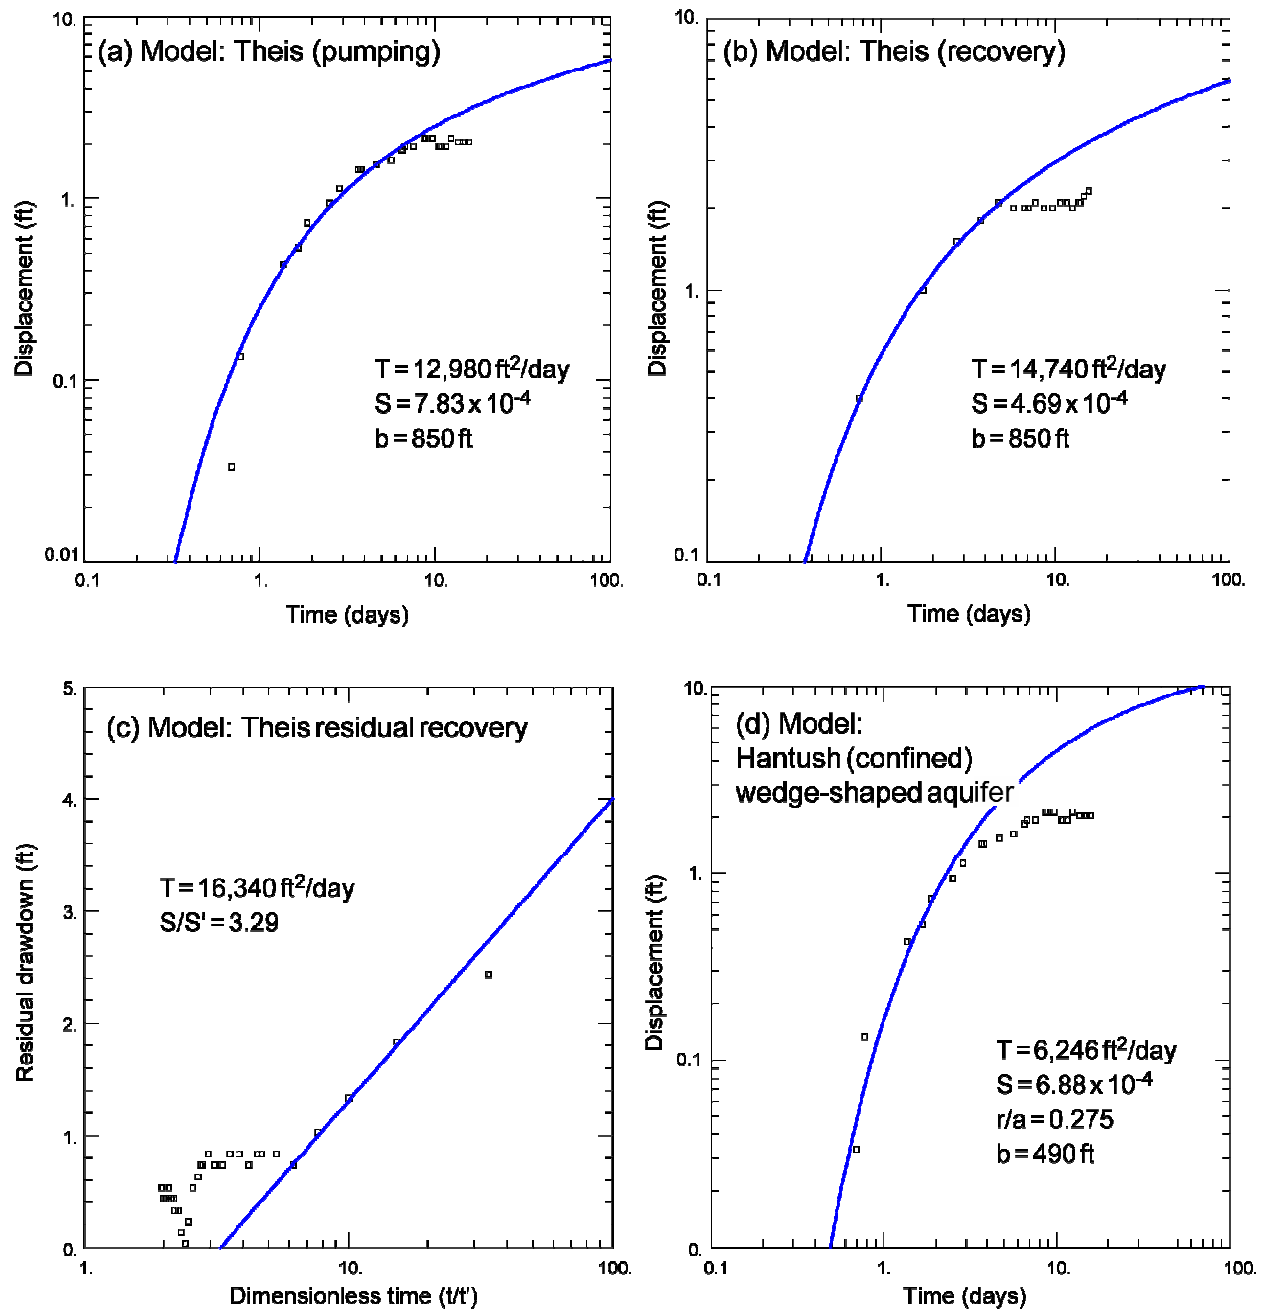 (a) Model: Theis (pumping)
10.
1.
0.1
0.01
Displacement (ft)
T = 12,980 ft²/day
S = 7.83 x 10⁻⁴
b = 850 ft
0.1
1.
10.
100.
Time (days)
(b) Model: Theis (recovery)
10.
1.
0.1
Displacement (ft)
T = 14,740 ft²/day
S = 4.69 x 10⁻⁴
b = 850 ft
0.1
1.
10.
100.
Time (days)
(c) Model: Theis residual recovery
5.
4.
3.
2.
1.
0.
Residual drawdown (ft)
T = 16,340 ft²/day
S/S' = 3.29
1.
10.
100.
Dimensionless time (t/t')
(d) Model:
Hantush (confined)
wedge-shaped aquifer
10.
1.
0.1
0.
Displacement (ft)
T = 6,246 ft²/day
S = 6.88 x 10⁻⁴
r/a = 0.275
b = 490 ft
0.1
1.
10.
100.
Time (days)